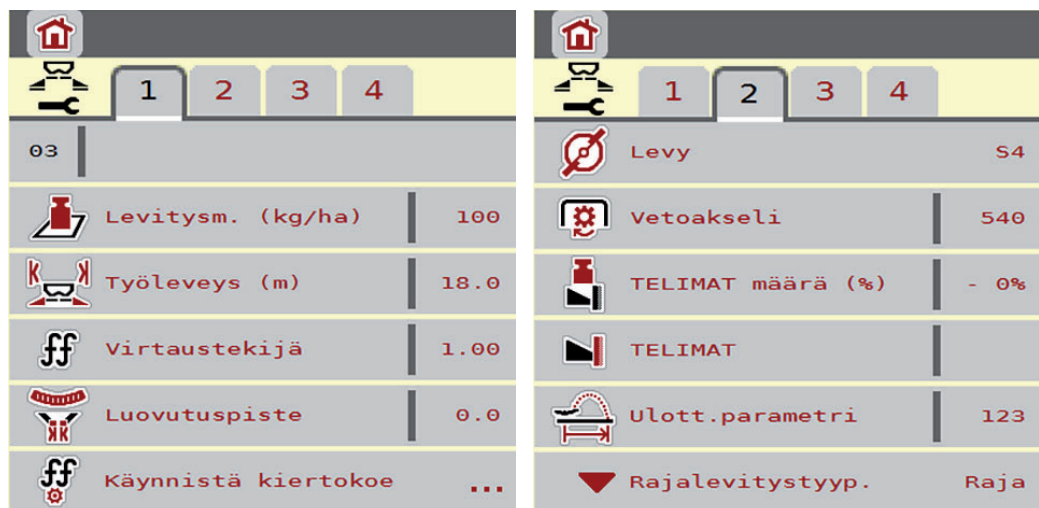 1 2 3 4
03
Levitysm. (kg/ha) 100
Työleveys (m) 18.0
Virtaustekijä 1.00
Luovutuspiste 0.0
Käynnistä kiertokoe ...
1 2 3 4
Levy S4
Vetoakseli 540
TELIMAT määrä (%) - 0%
TELIMAT
Ulott.parametri 123
Rajalevitystyyp. Raja